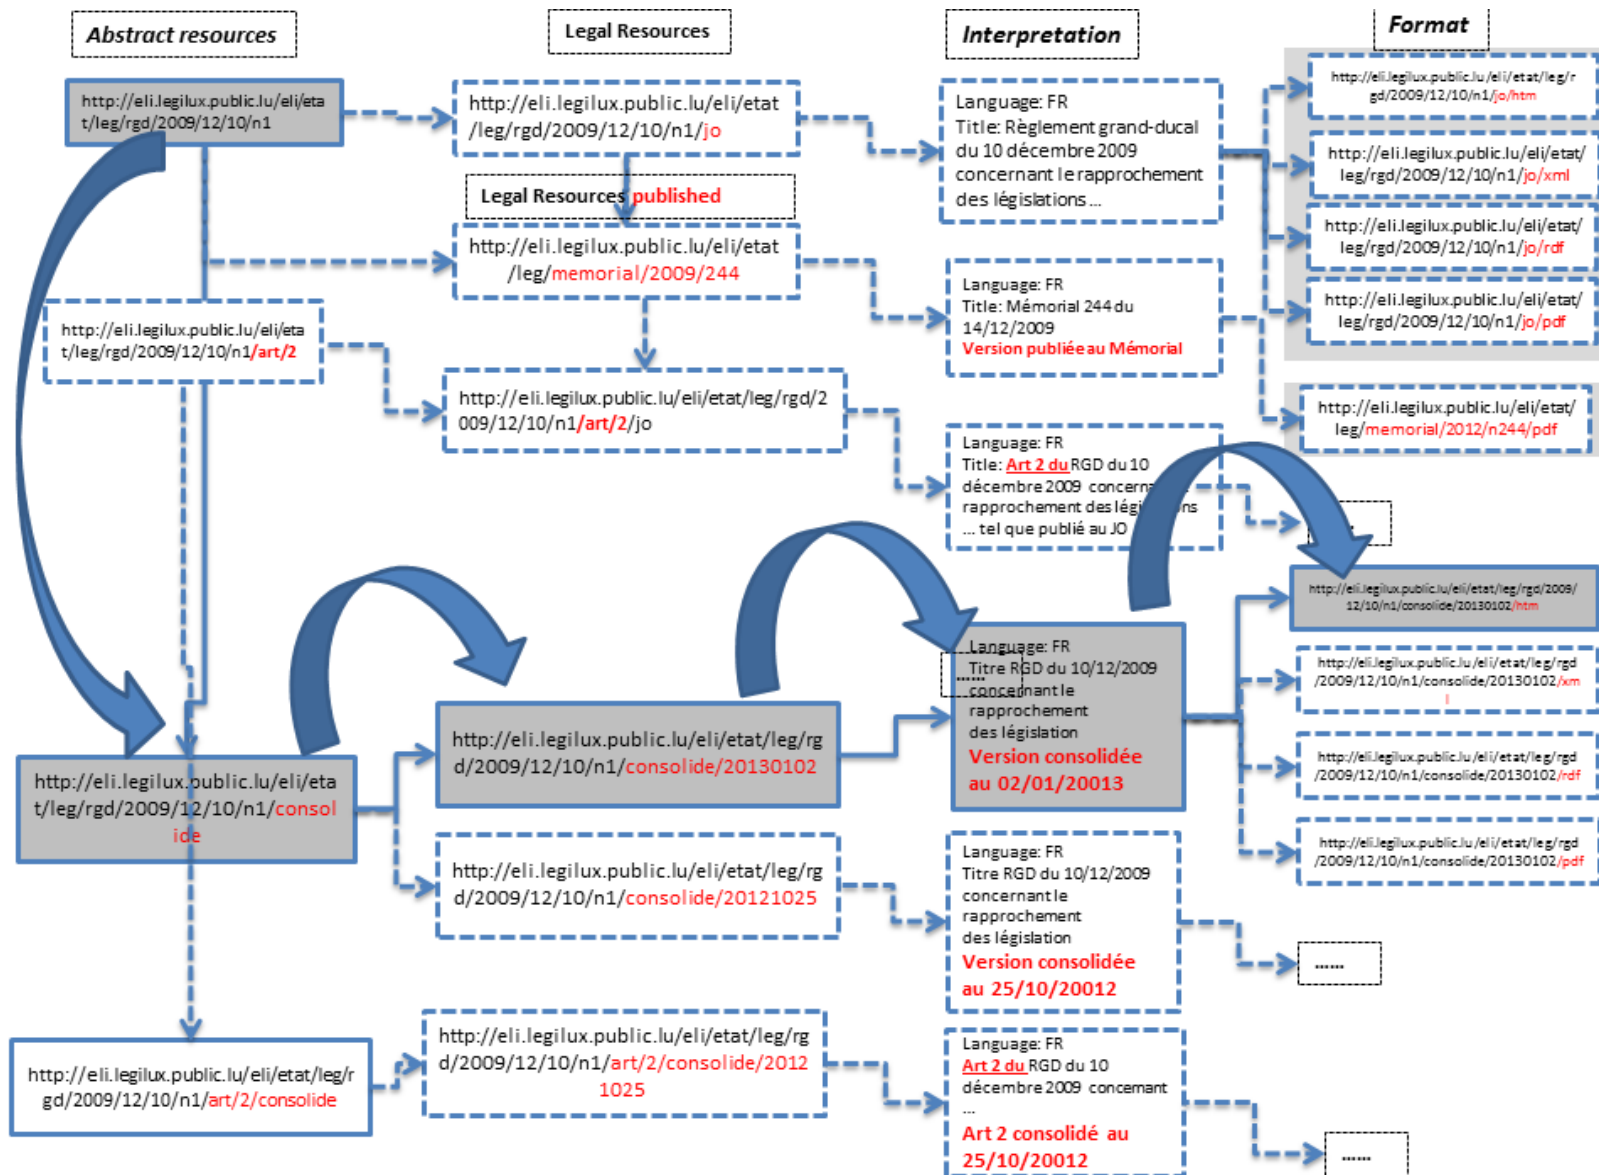 Abstract resources
http://eli.legilux.public.lu/eli/eta
t/leg/rgd/2009/12/10/n1
http://eli.legilux.public.lu/eli/eta
t/leg/rgd/2009/12/10/n1/art/2
http://eli.legilux.public.lu/eli/eta
t/leg/rgd/2009/12/10/n1/consol
ide
http://eli.legilux.public.lu/eli/etat/leg/r
gd/2009/12/10/n1/art/2/consolide
Legal Resources
http://eli.legilux.public.lu/eli/etat
/leg/rgd/2009/12/10/n1/jo
Legal Resources published
http://eli.legilux.public.lu/eli/etat
/leg/memorial/2009/244
http://eli.legilux.public.lu/eli/etat/leg/rgd/2
009/12/10/n1/art/2/jo
http://eli.legilux.public.lu/eli/etat/leg/rg
d/2009/12/10/n1/consolide/20130102
http://eli.legilux.public.lu/eli/etat/leg/rg
d/2009/12/10/n1/consolide/20121025
http://eli.legilux.public.lu/eli/etat/leg/rg
d/2009/12/10/n1/art/2/consolide/2012
1025
Interpretation
Language: FR
Title: Règlement grand-ducal
du 10 décembre 2009
concernant le rapprochement
des législations ...
Language: FR
Title: Mémorial 244 du
14/12/2009
Version publiée au Mémorial
Language: FR
Title: Art 2 du RGD du 10
décembre 2009 concerna
rapprochement des législations
... tel que publié au JO
Language: FR
Titre RGD du 10/12/2009
......
concernant le
rapprochement
des législation
Version consolidée
au 02/01/20013
Language: FR
Titre RGD du 10/12/2009
concernant le
rapprochement
des législation
Version consolidée
au 25/10/20012
Language: FR
Art 2 du RGD du 10
décembre 2009 concernant
...
Art 2 consolidé au
25/10/20012
Format
http://eli.legilux.public.lu/eli/etat/leg/r
gd/2009/12/10/n1/jo/htm
http://eli.legilux.public.lu/eli/etat/
leg/rgd/2009/12/10/n1/jo/xml
http://eli.legilux.public.lu/eli/etat/
leg/rgd/2009/12/10/n1/jo/rdf
http://eli.legilux.public.lu/eli/etat/
leg/rgd/2009/12/10/n1/jo/pdf
http://eli.legilux.public.lu/eli/etat/
leg/memorial/2012/n244/pdf
http://eli.legilux.public.lu/eli/etat/leg/rgd/2009/
12/10/n1/consolide/20130102/htm
http://eli.legilux.public.lu/eli/etat/leg/rgd
/2009/12/10/n1/consolide/20130102/xm
l
http://eli.legilux.public.lu/eli/etat/leg/rgd
/2009/12/10/n1/consolide/20130102/rdf
http://eli.legilux.public.lu/eli/etat/leg/rgd
/2009/12/10/n1/consolide/20130102/pdf
......
......